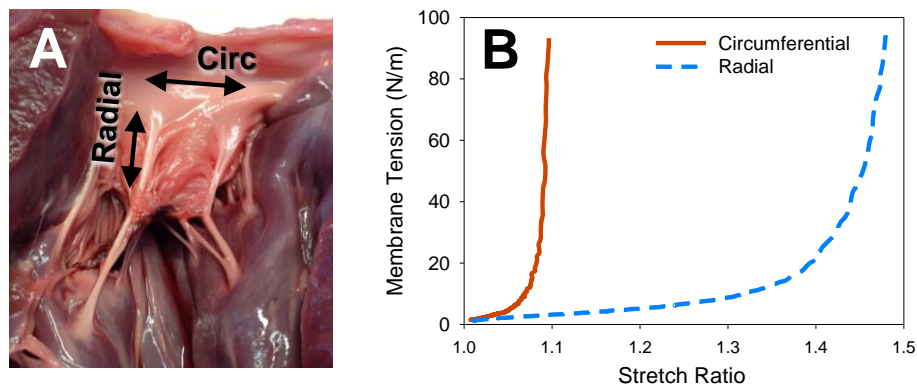 A
Circ
Radial
B
Circumferential
Radial
Membrane Tension (N/m)
100
80
60
40
20
0
1.0 1.1 1.2 1.3 1.4 1.5
Stretch Ratio